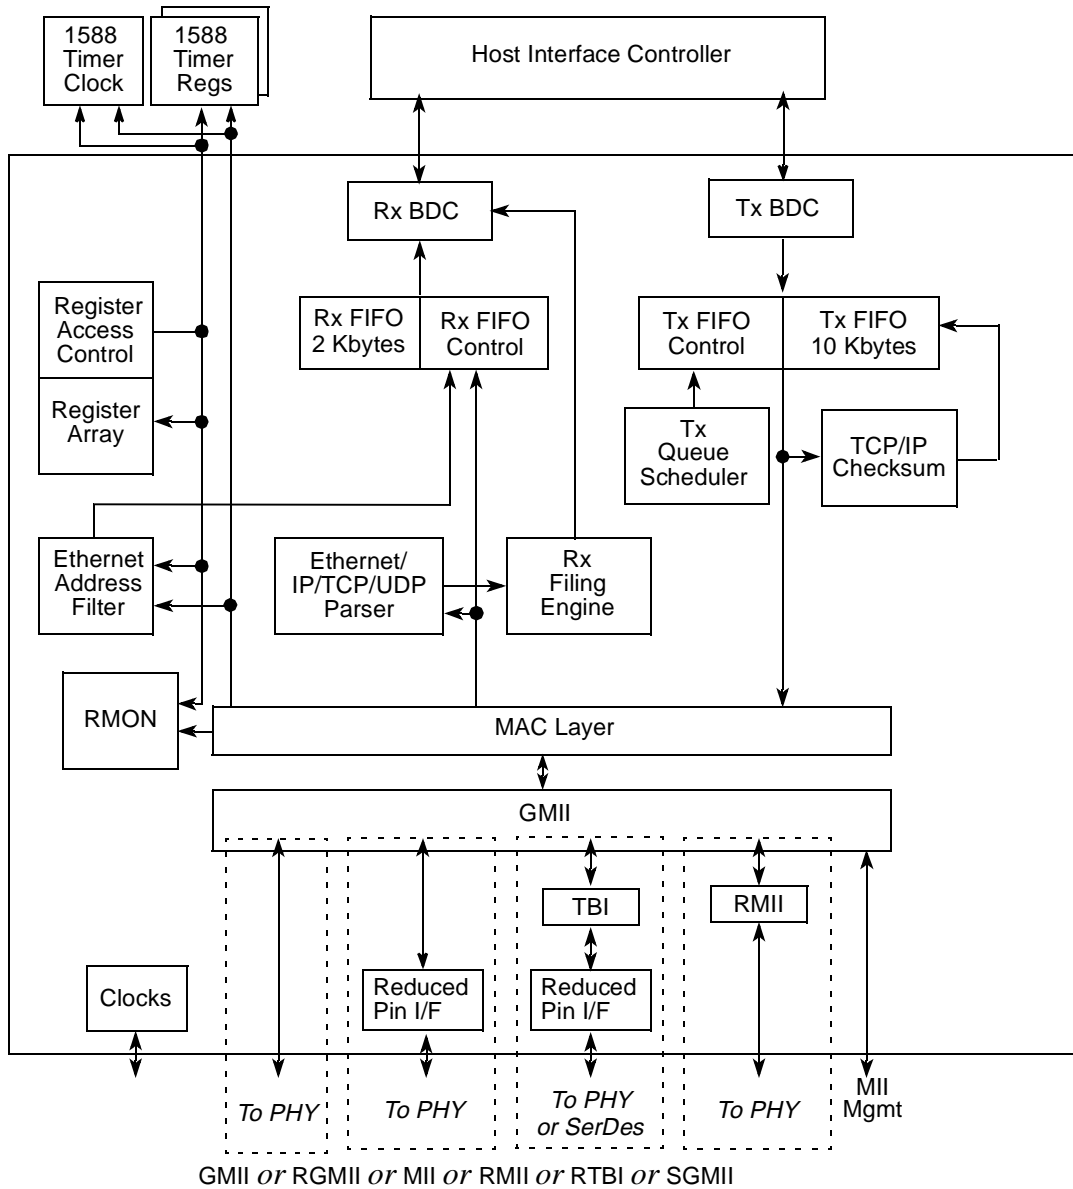 1588
Timer
Clock
1588
Timer
Regs
Host Interface Controller
Rx BDC
Tx BDC
Register
Access
Control
Rx FIFO
2 Kbytes
Rx FIFO
Control
Tx FIFO
Control
Tx FIFO
10 Kbytes
Register
Array
Tx
Queue
Scheduler
TCP/IP
Checksum
Ethernet
Address
Filter
Ethernet/
IP/TCP/UDP
Parser
Rx
Filing
Engine
RMON
MAC Layer
GMII
TBI
RMII
Clocks
Reduced
Pin I/F
Reduced
Pin I/F
To PHY
To PHY
To PHY
or SerDes
To PHY
MII
Mgmt
GMII or RGMII or MII or RMII or RTBI or SGMII